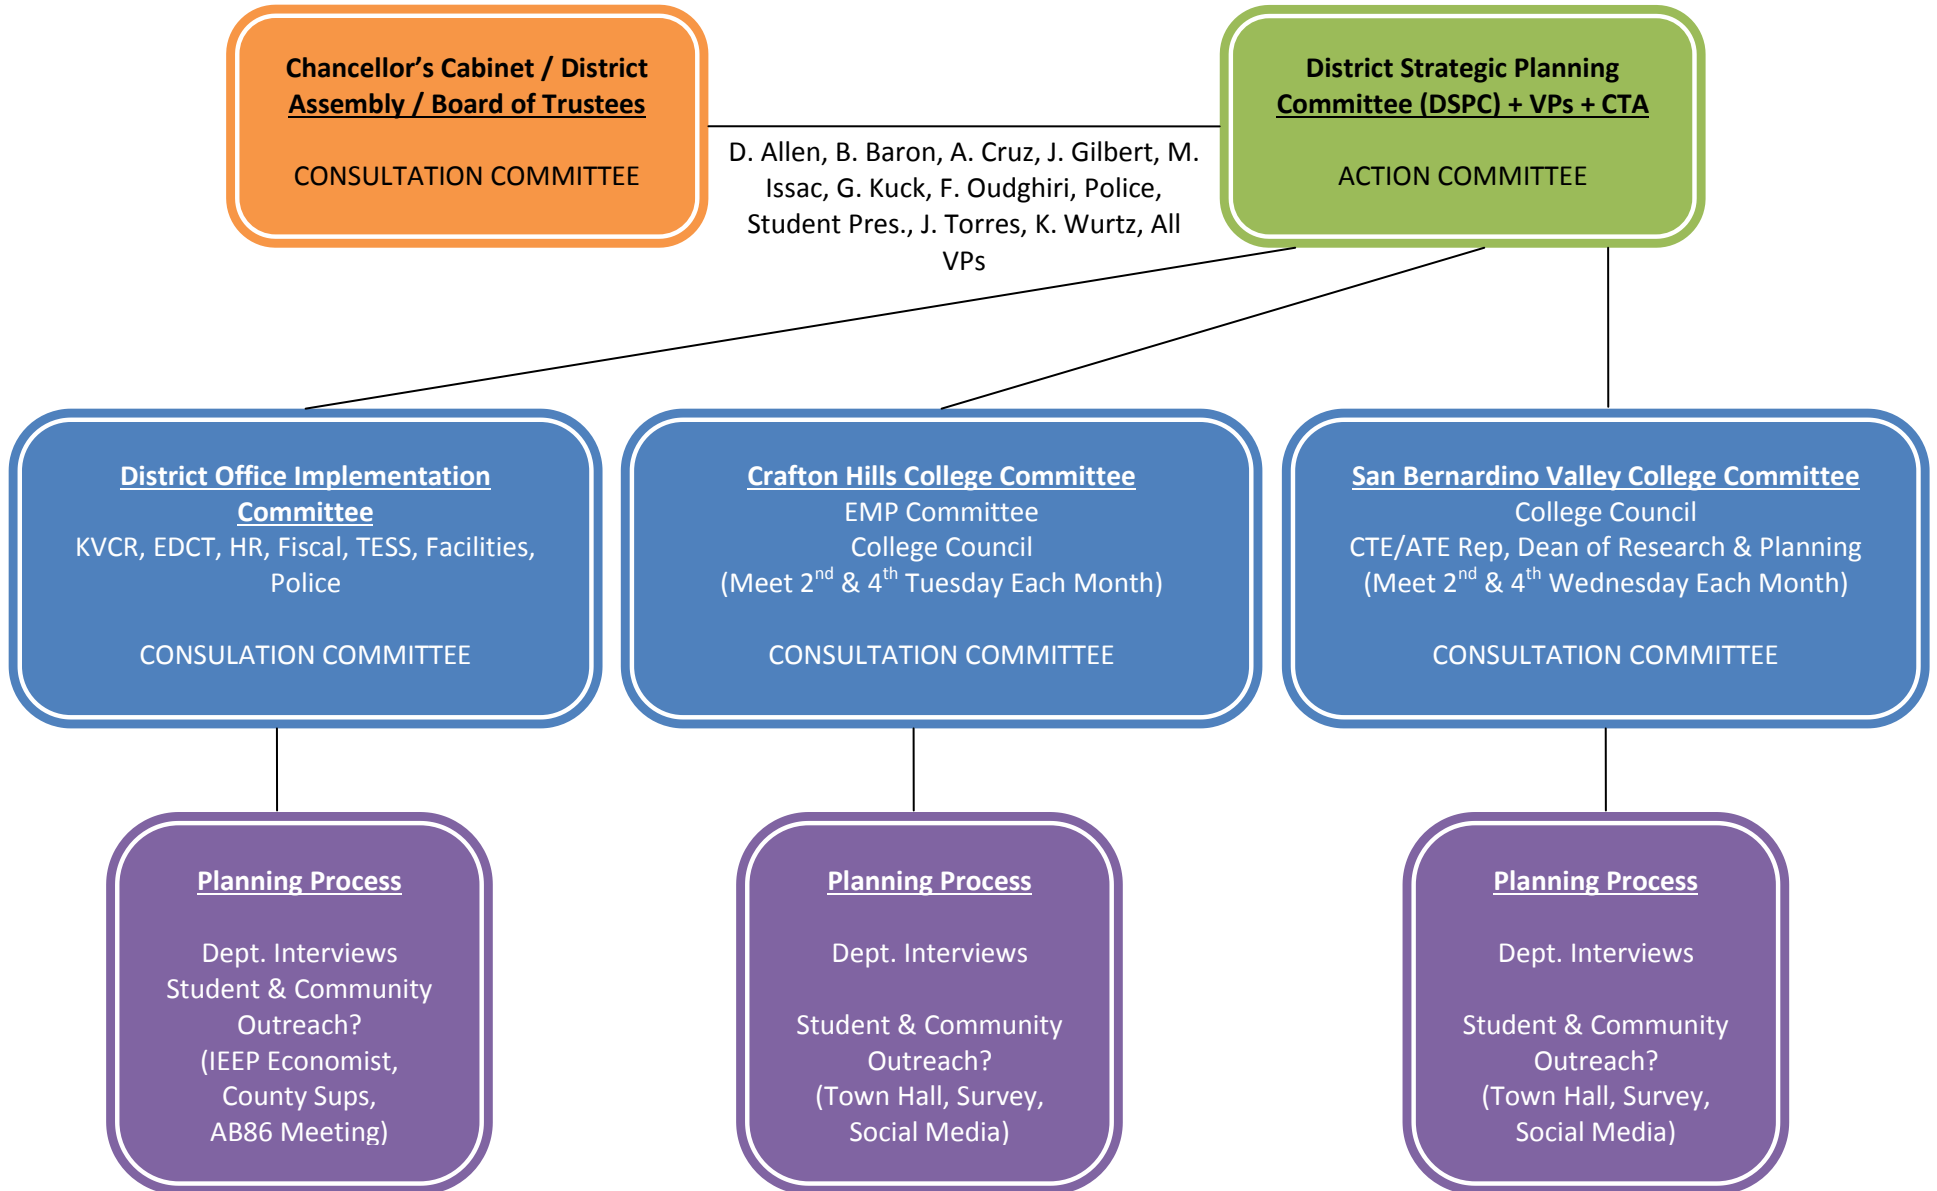 Chancellor’s Cabinet / District
Assembly / Board of Trustees
CONSULTATION COMMITTEE
D. Allen, B. Baron, A. Cruz, J. Gilbert, M.
Issac, G. Kuck, F. Oudghiri, Police,
Student Pres., J. Torres, K. Wurtz, All
VPs
District Strategic Planning
Committee (DSPC) + VPs + CTA
ACTION COMMITTEE
District Office Implementation
Committee
KVCR, EDCT, HR, Fiscal, TESS, Facilities,
Police
CONSULATION COMMITTEE
Crafton Hills College Committee
EMP Committee
College Council
(Meet 2nd & 4th Tuesday Each Month)
CONSULTATION COMMITTEE
San Bernardino Valley College Committee
College Council
CTE/ATE Rep, Dean of Research & Planning
(Meet 2nd & 4th Wednesday Each Month)
CONSULTATION COMMITTEE
Planning Process
Dept. Interviews
Student & Community
Outreach?
(IEEP Economist,
County Sups,
AB86 Meeting)
Planning Process
Dept. Interviews
Student & Community
Outreach?
(Town Hall, Survey,
Social Media)
Planning Process
Dept. Interviews
Student & Community
Outreach?
(Town Hall, Survey,
Social Media)